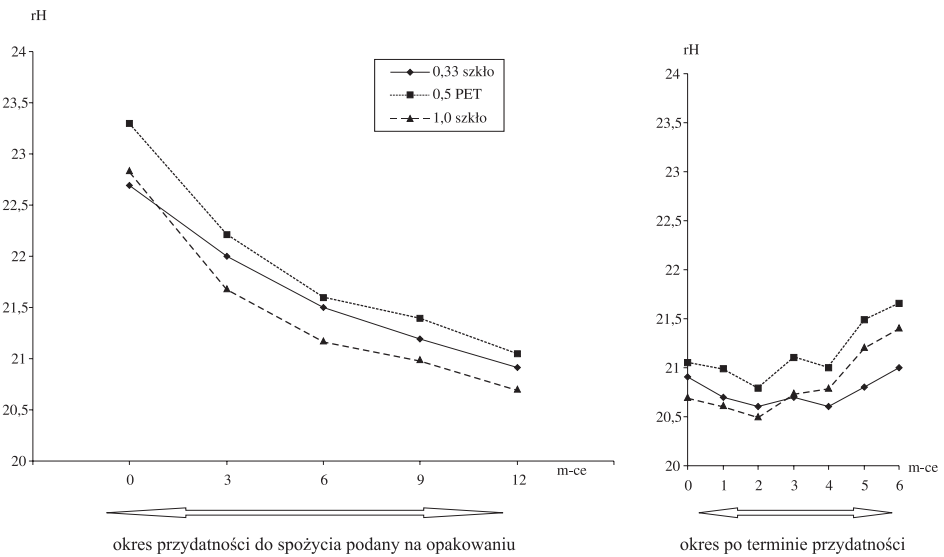 rH
24
23,5
23
22,5
22
21,5
21
20,5
20
0 3 6 9 12
m-ce
0,33 szkło
0,5 PET
1,0 szkło
okres przydatności do spożycia podany na opakowaniu
rH
24
23,5
23
22,5
22
21,5
21
20,5
20
0 1 2 3 4 5 6
m-ce
okres po terminie przydatności